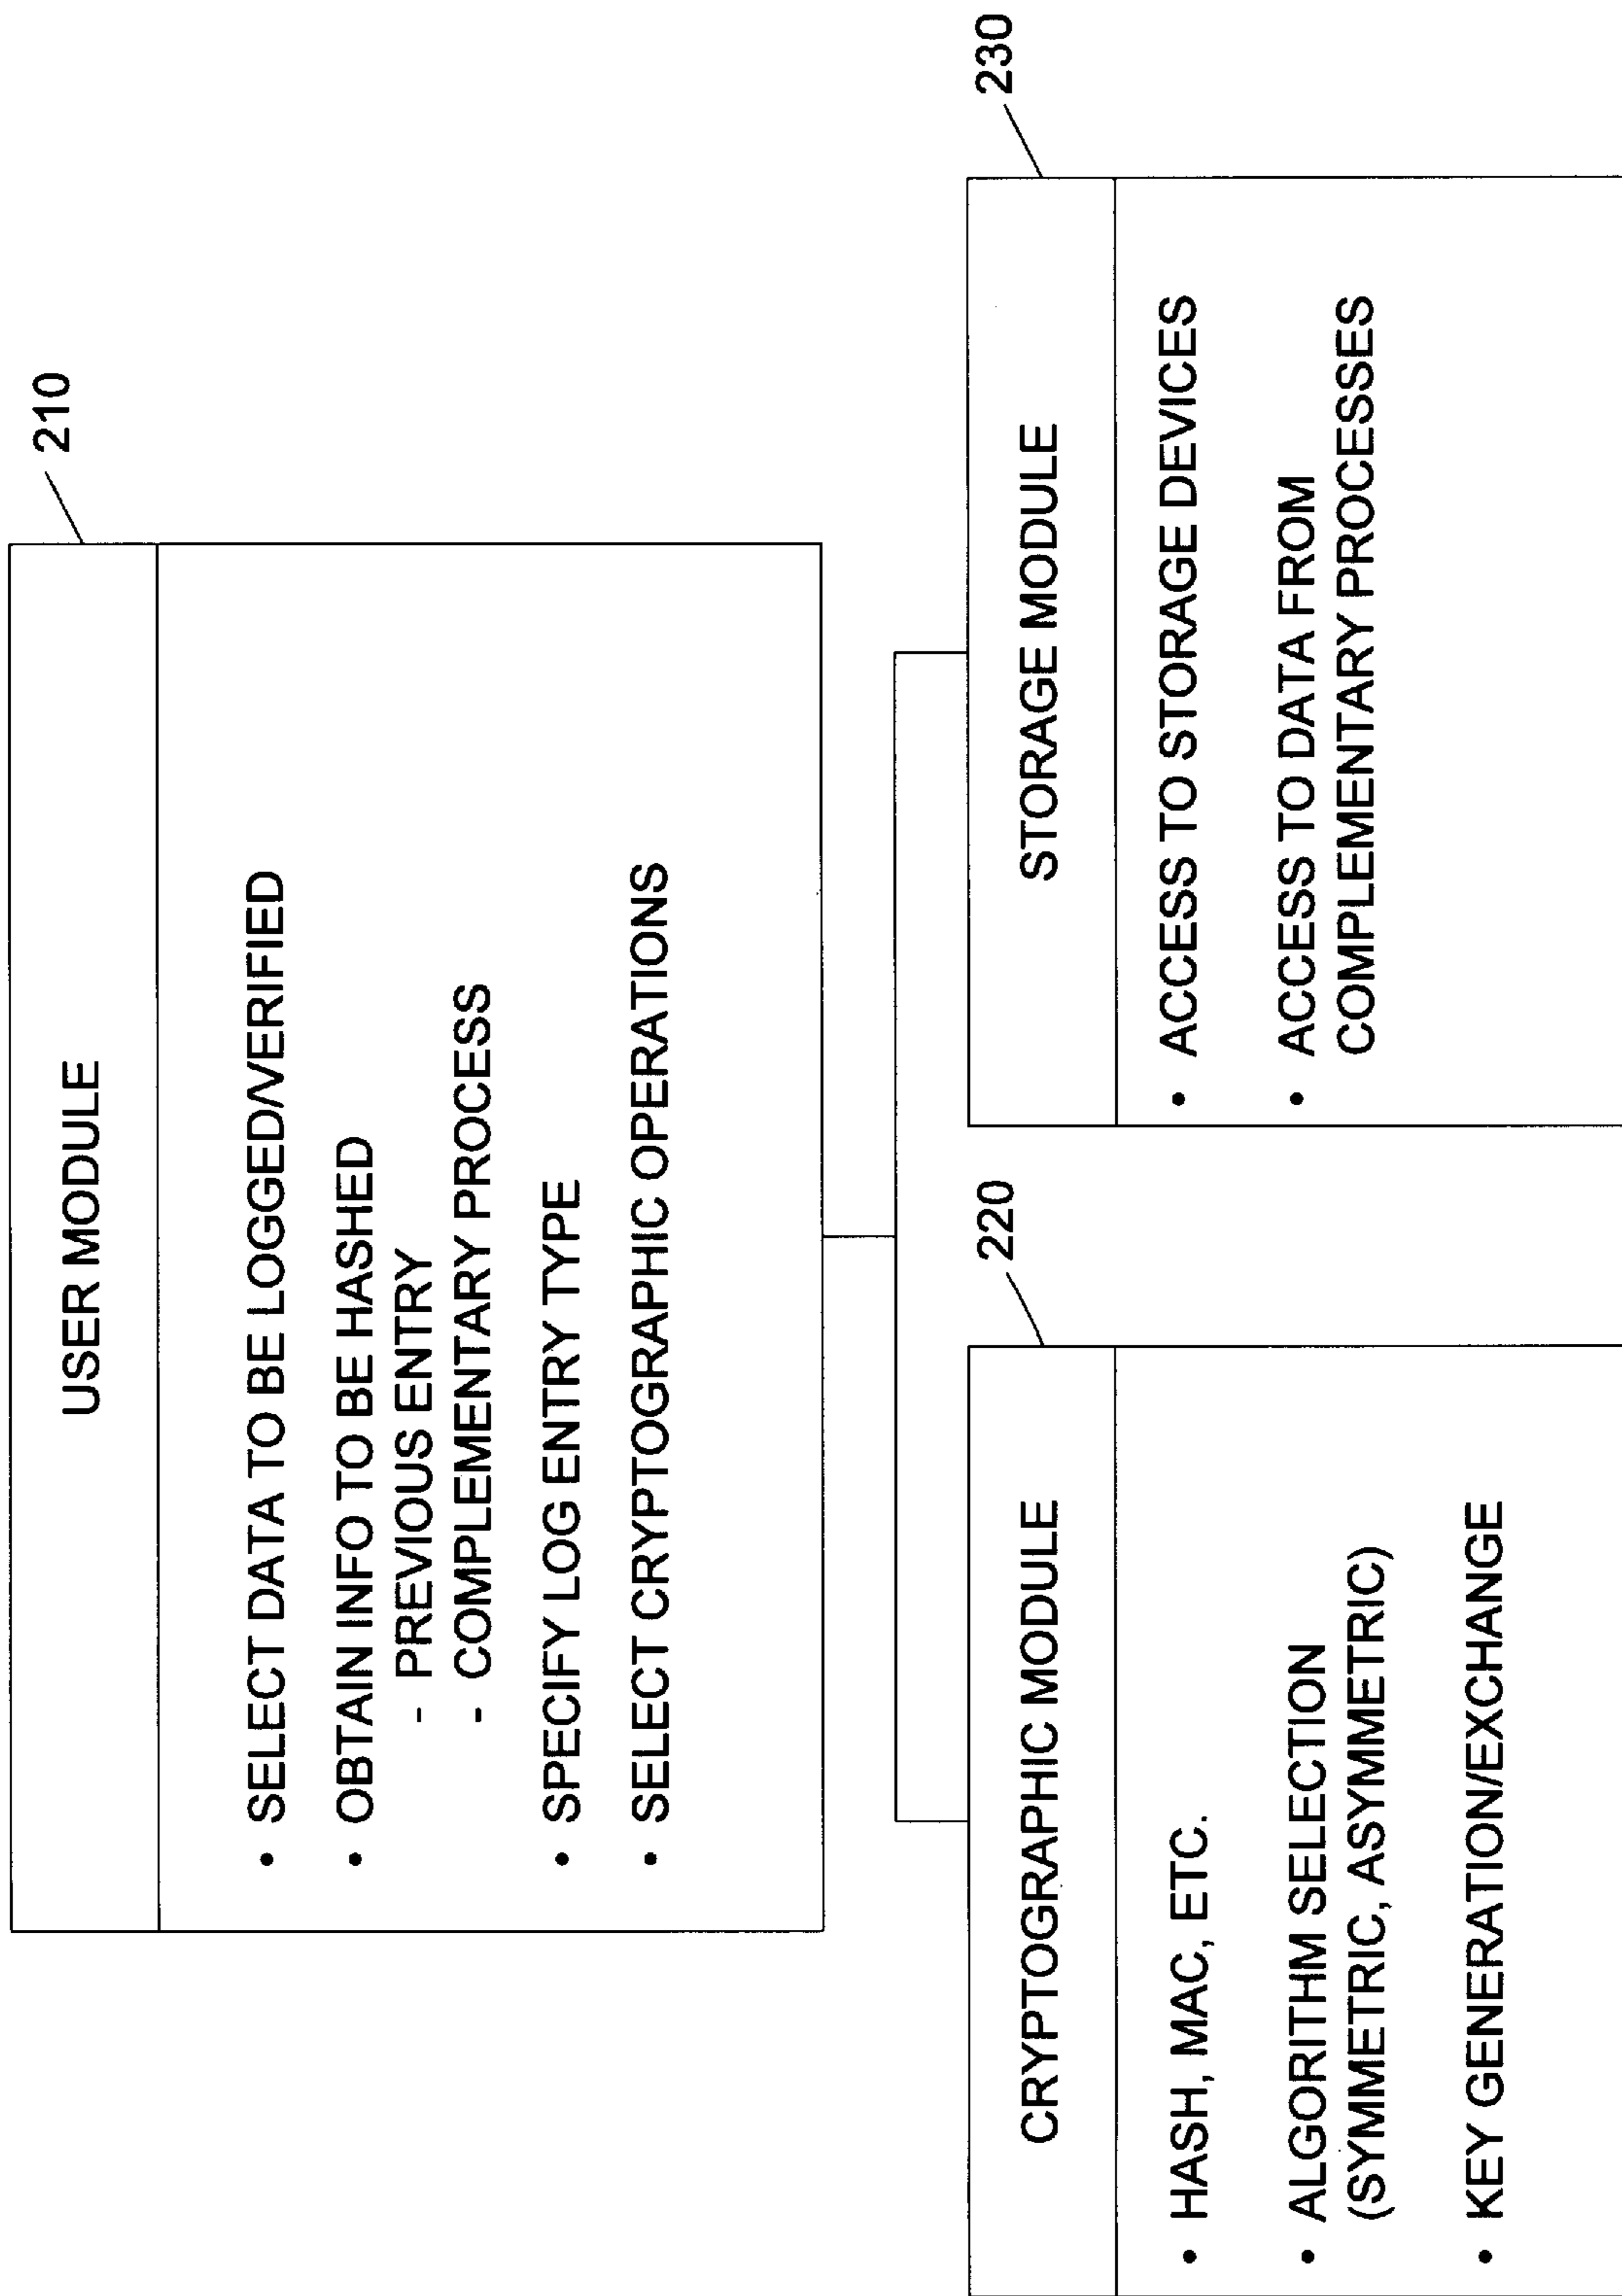 210
USER MODULE
• SELECT DATA TO BE LOGGED/VERIFIED
• OBTAIN INFO TO BE HASHED
- PREVIOUS ENTRY
- COMPLEMENTARY PROCESS
• SPECIFY LOG ENTRY TYPE
• SELECT CRYPTOGRAPHIC OPERATIONS
220
CRYPTOGRAPHIC MODULE
• HASH, MAC, ETC.
• ALGORITHM SELECTION
(SYMMETRIC, ASYMMETRIC)
• KEY GENERATION/EXCHANGE
230
STORAGE MODULE
• ACCESS TO STORAGE DEVICES
• ACCESS TO DATA FROM
COMPLEMENTARY PROCESSES